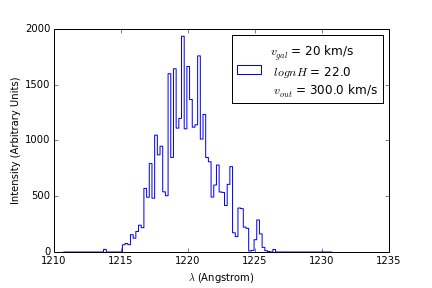 2000
1500
1000
500
0
Intensity (Arbitrary Units)
v_gal = 20 km/s
lognH = 22.0
v_out = 300.0 km/s
1210 1215 1220 1225 1230 1235
λ (Angstrom)